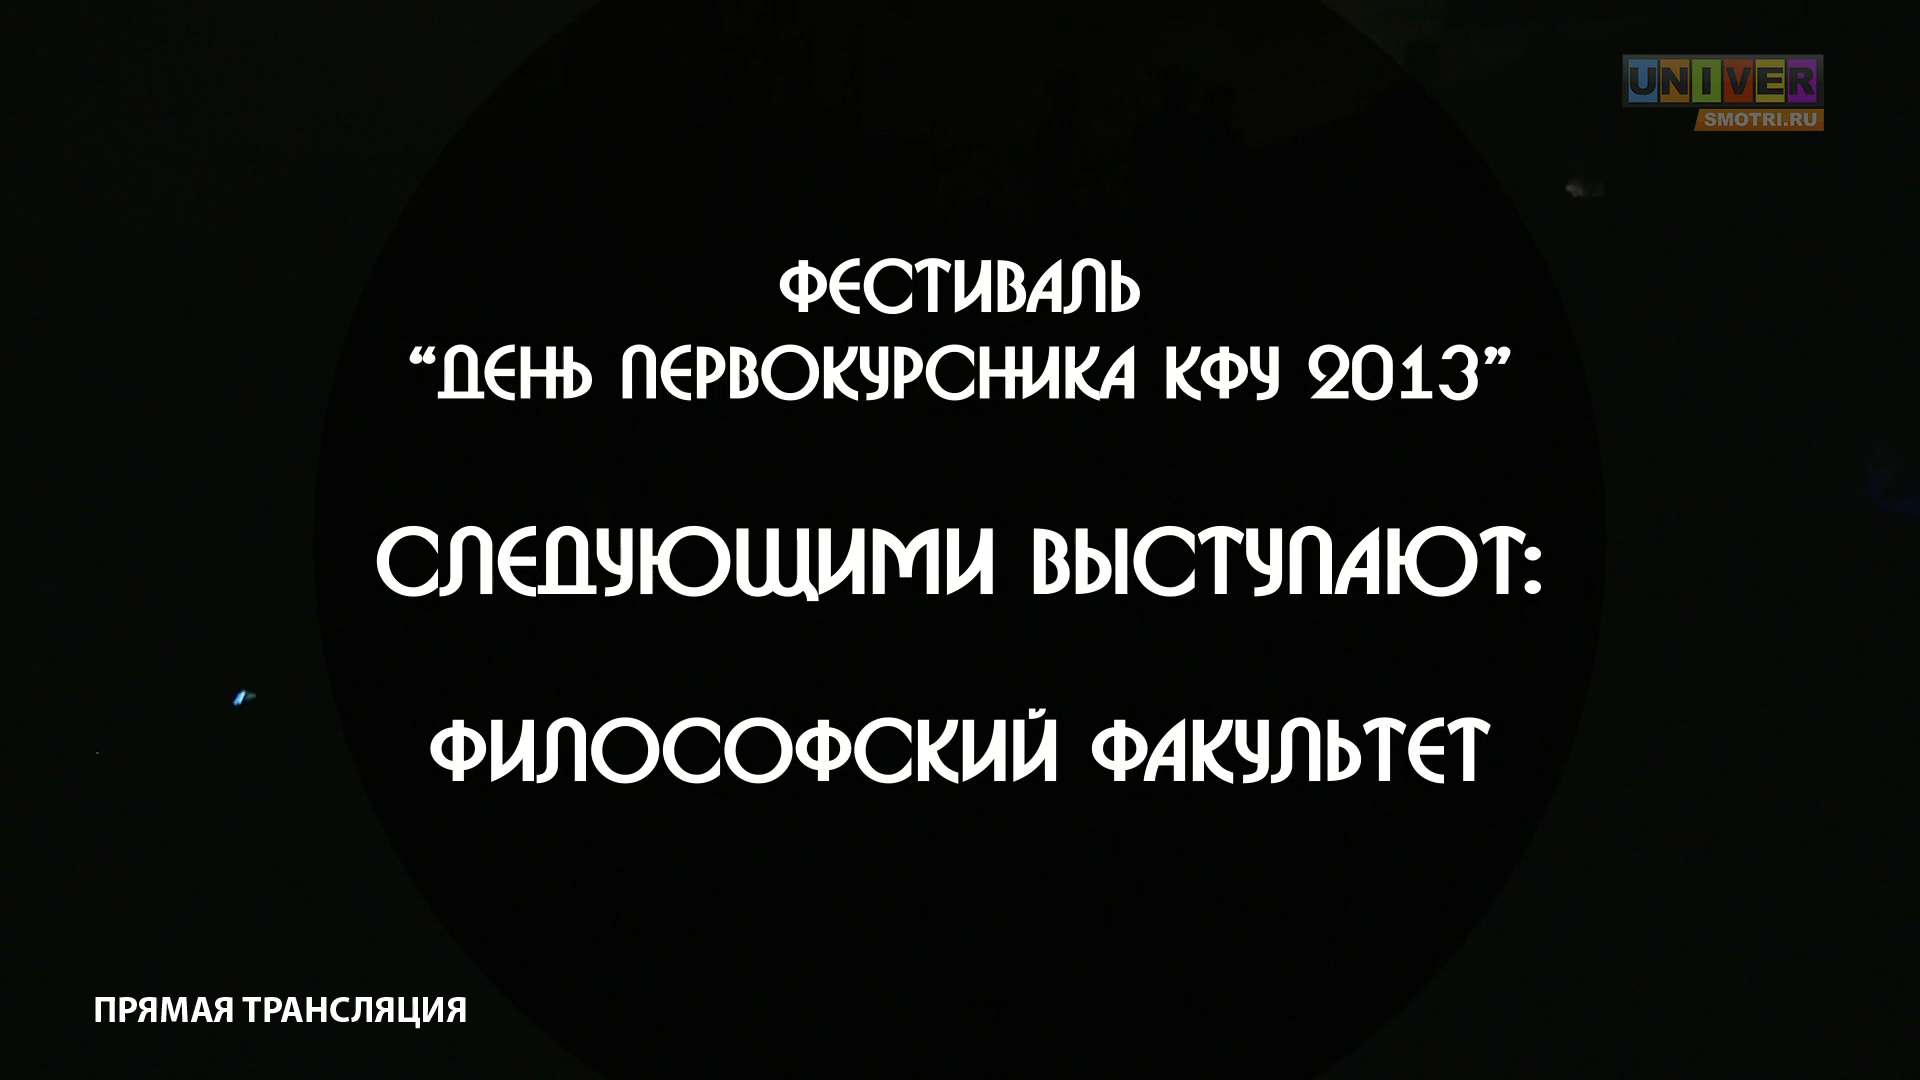 UNIVER
SMOTRI.RU
ФЕСТИВАЛЬ
“ДЕНЬ ПЕРВОКУРСНИКА КФУ 2013”
СЛЕДУЮЩИМИ ВЫСТУПАЮТ:
ФИЛОСОФСКИЙ ФАКУЛЬТЕТ
ПРЯМАЯ ТРАНСЛЯЦИЯ